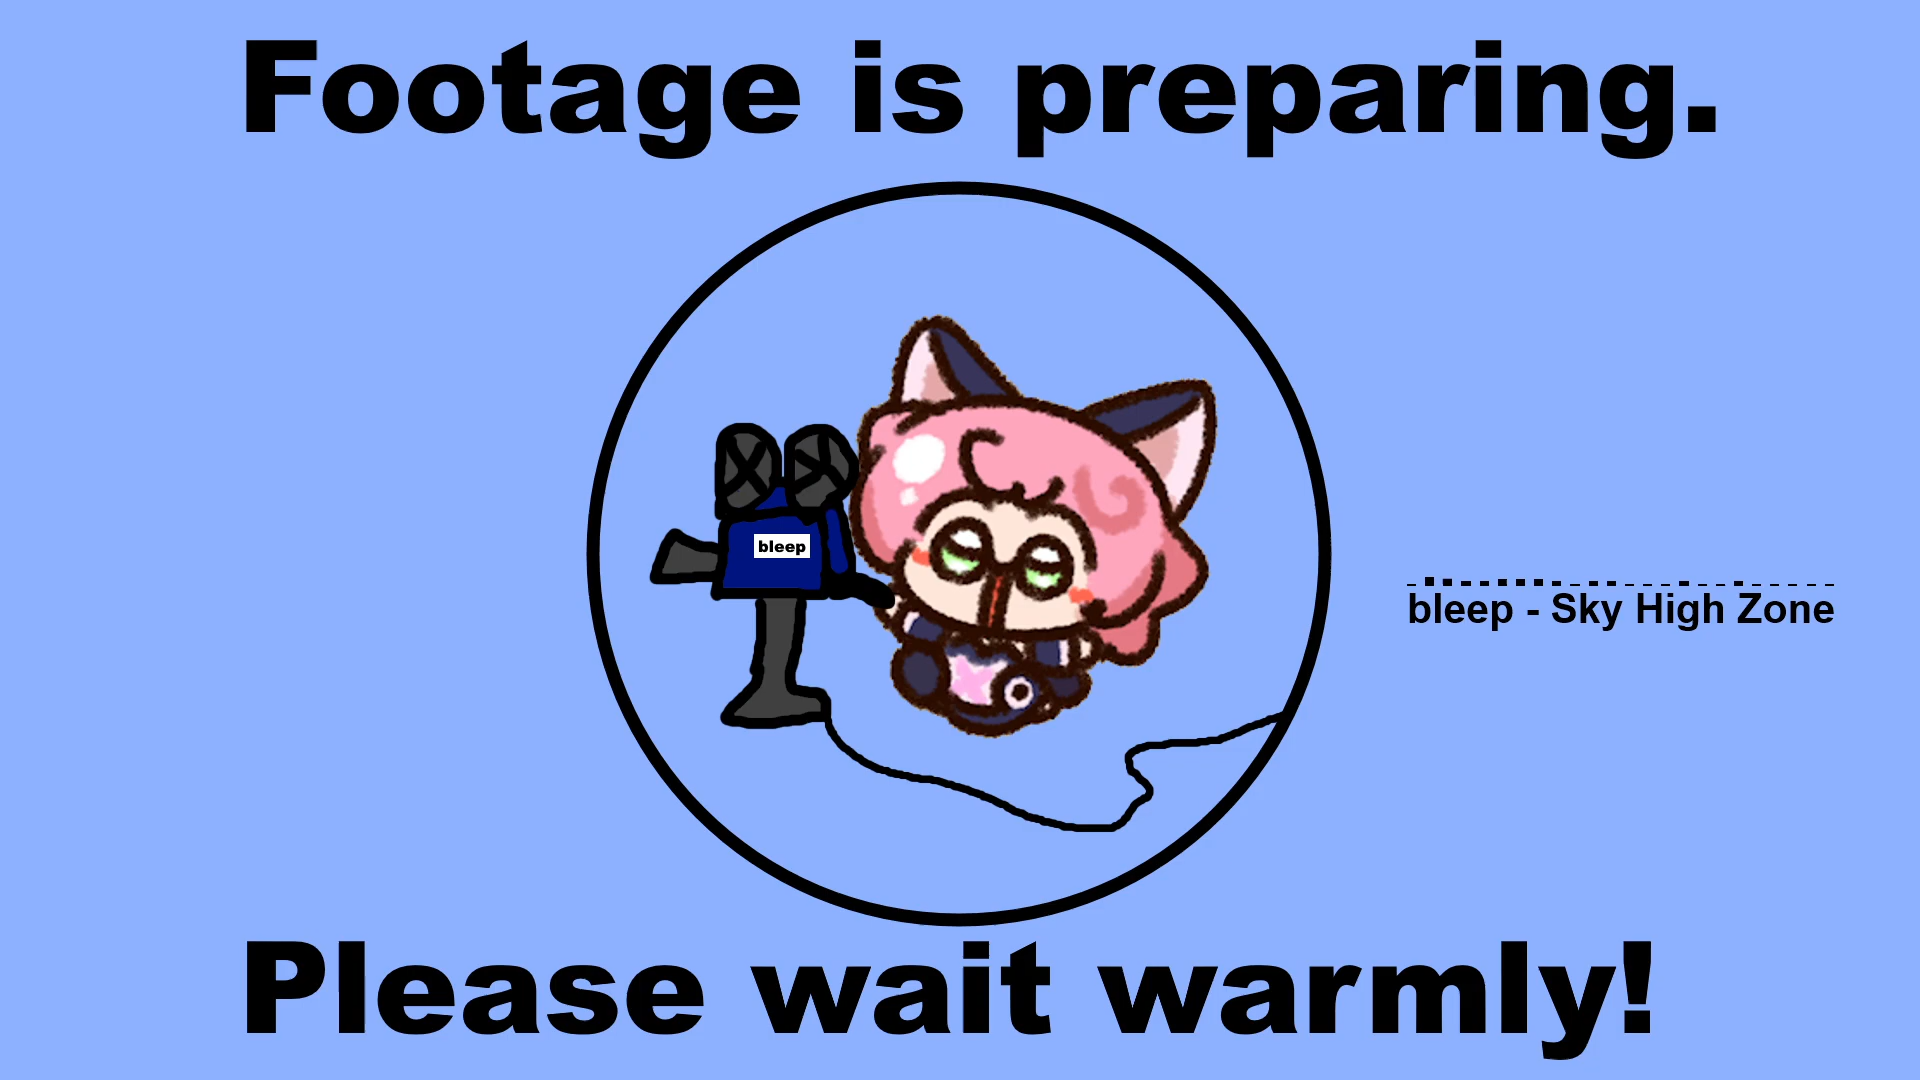 Footage is preparing.
bleep
bleep - Sky High Zone
Please wait warmly!